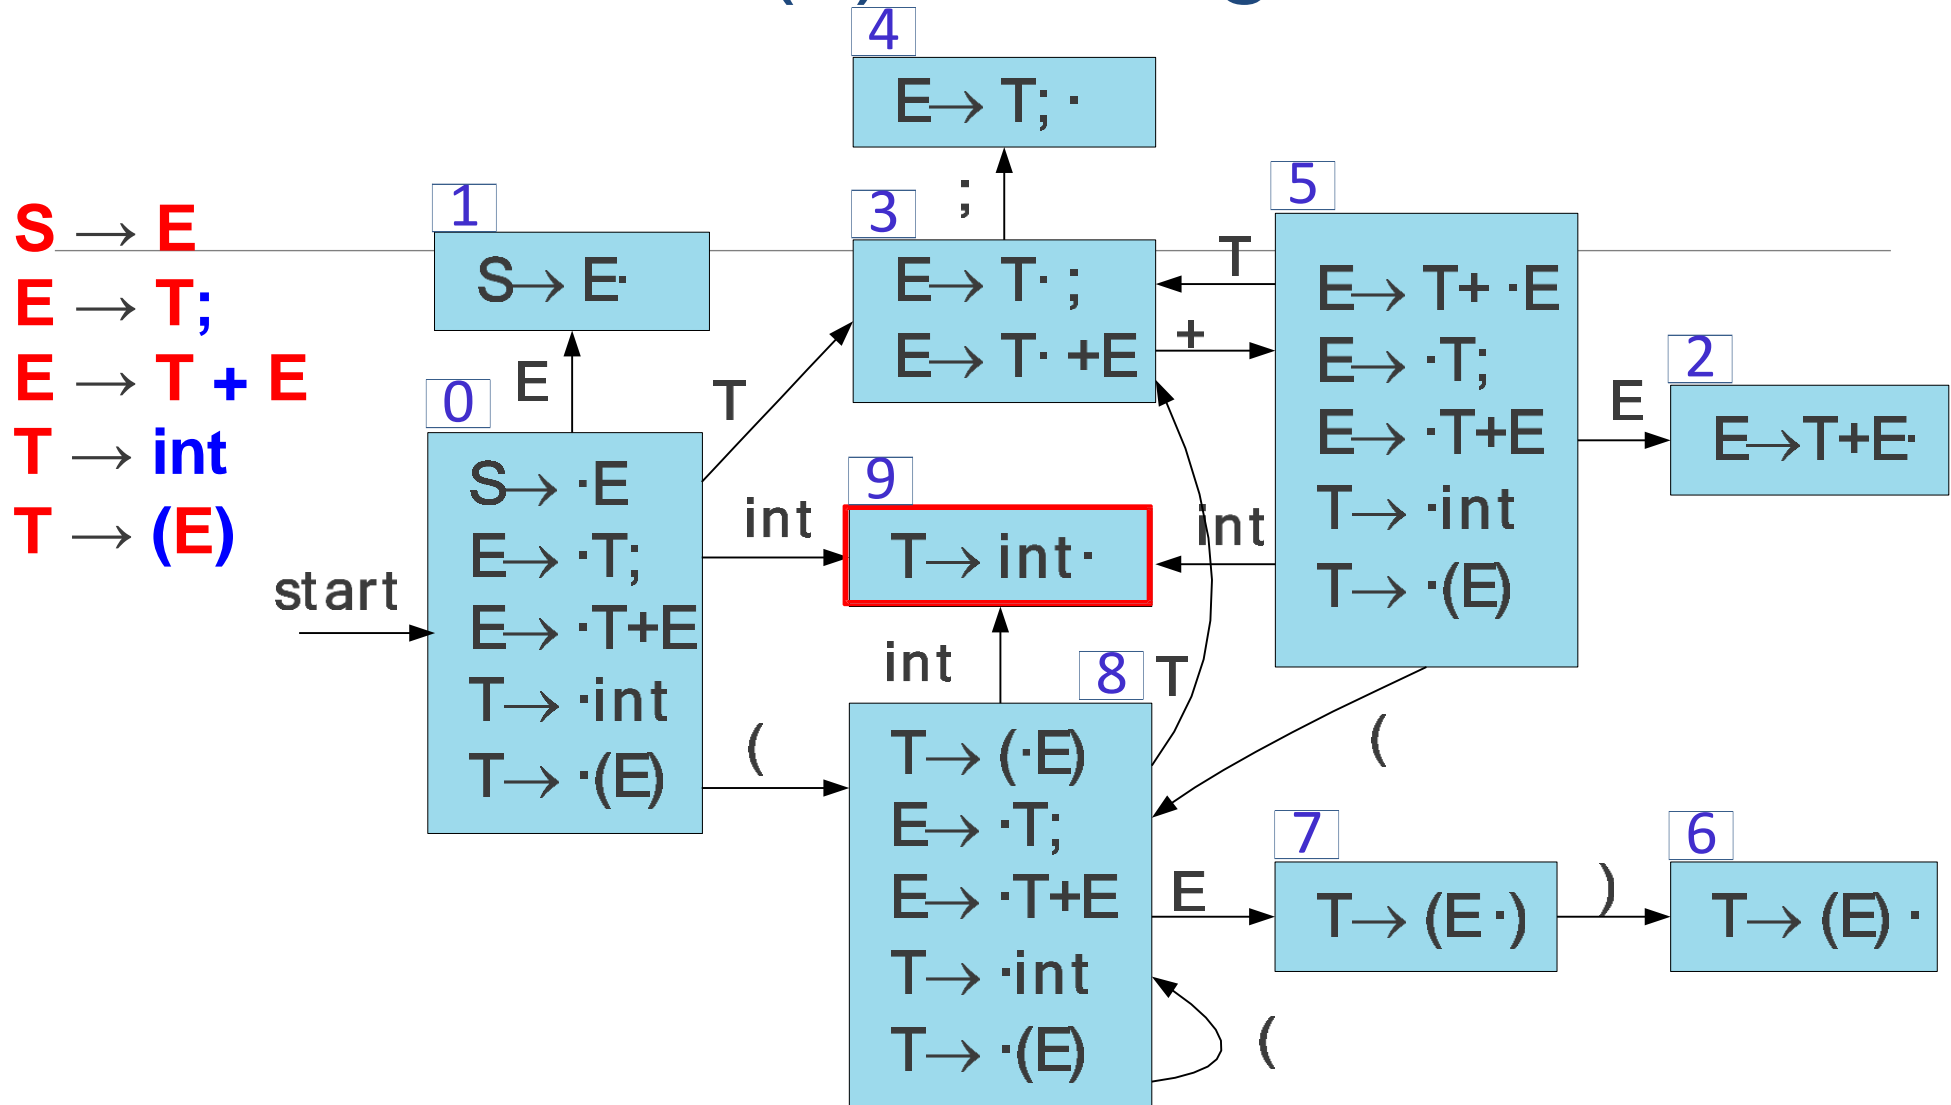 S → E
E → T;
E → T + E
T → int
T → (E)
start
0
S→ ·E
E→ ·T;
E→ ·T+E
T→ ·int
T→ ·(E)
E
T
int
(
1
S→ E·
4
E→ T; ·
;
3
E→ T· ;
E→ T· +E
T
+
9
T→ int·
int
int
T
8
T→ (·E)
E→ ·T;
E→ ·T+E
T→ ·int
T→ ·(E)
(
E
5
E→ T+ ·E
E→ ·T;
E→ ·T+E
T→ ·int
T→ ·(E)
(
E
2
E→T+E·
7
T→ (E·)
)
6
T→ (E) ·